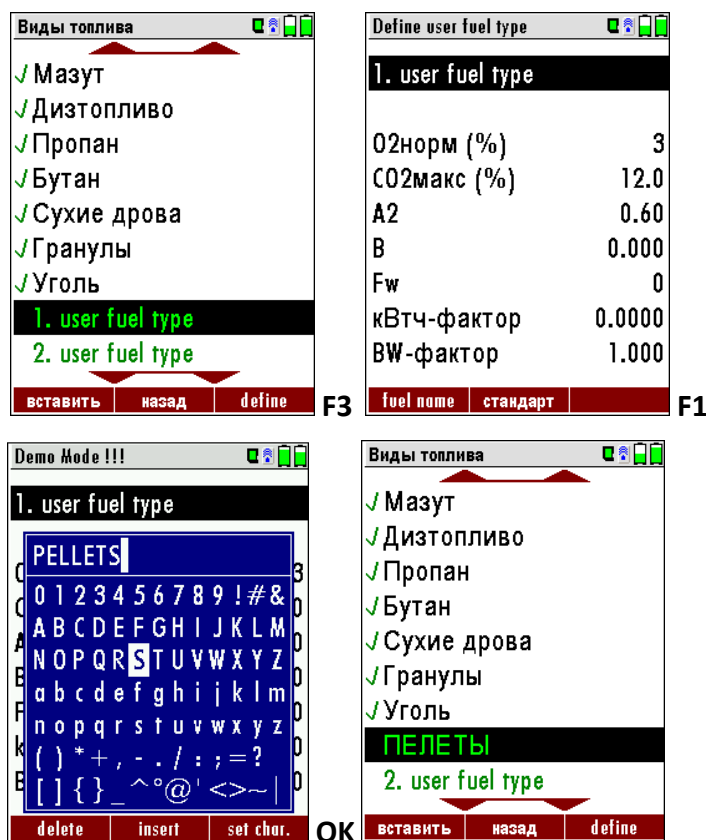 Виды топлива
Мазут
Дизтопливо
Пропан
Бутан
Сухие дрова
Гранулы
Уголь
1. user fuel type
2. user fuel type
вставить назад define
F3
Define user fuel type
1. user fuel type
O2норм (%) 3
CO2макс (%) 12.0
A2 0.60
B 0.000
Fw 0
кВтч-фактор 0.0000
BW-фактор 1.000
fuel name стандарт
F1
Demo Mode !!!
1. user fuel type
PELLETS
0 1 2 3 4 5 6 7 8 9 ! # &
A B C D E F G H I J K L M
N O P Q R S T U V W X Y Z
a b c d e f g h i j k l m
n o p q r s t u v w x y z
( ) * + , - . / : ; = ?
[ ] { } _ ^ ° @ ' < > ~ |
delete insert set char.
OK
Виды топлива
Мазут
Дизтопливо
Пропан
Бутан
Сухие дрова
Гранулы
Уголь
ПЕЛЕТЫ
2. user fuel type
вставить назад define